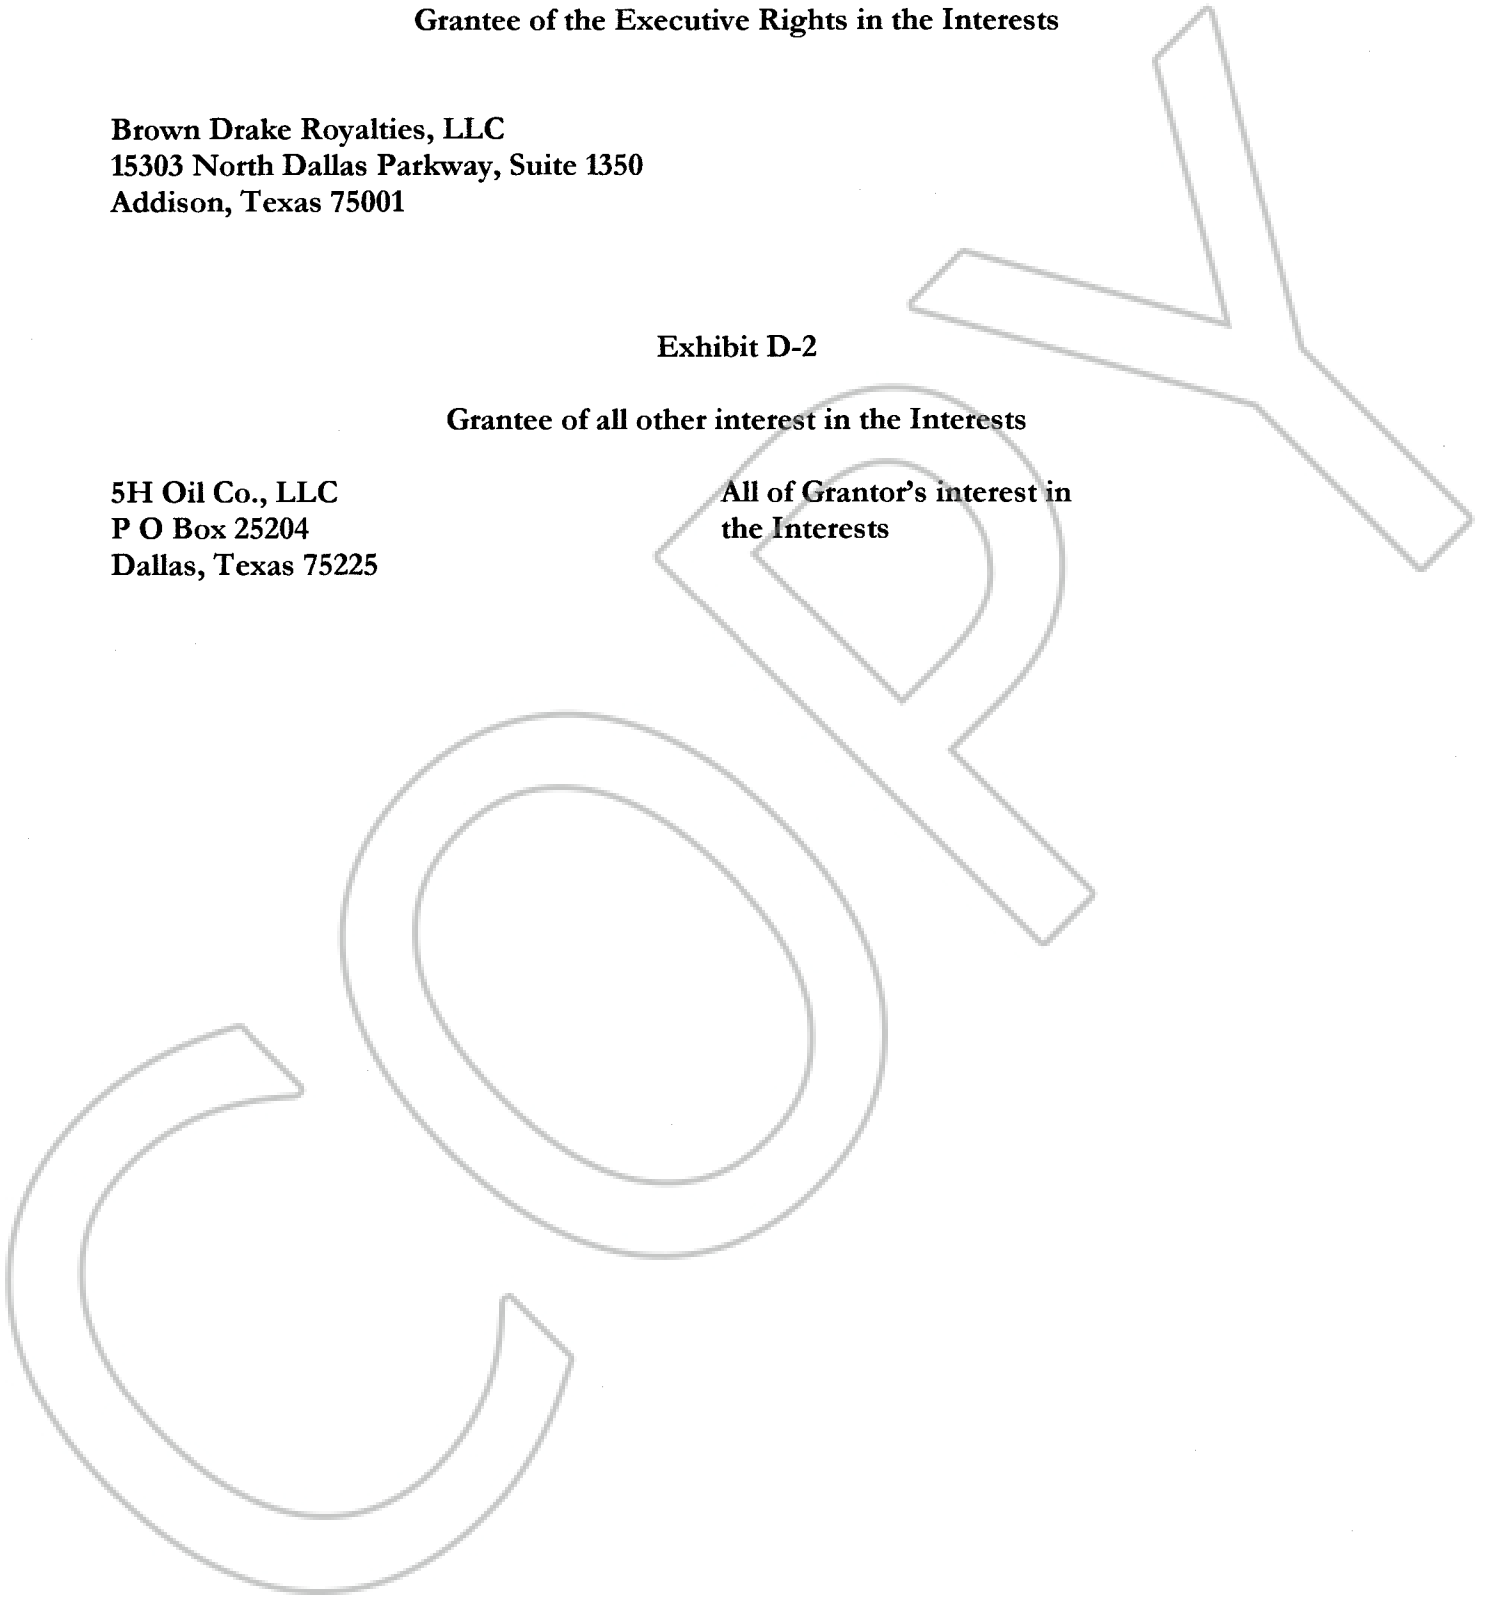 Grantee of the Executive Rights in the Interests
Brown Drake Royalties, LLC
15303 North Dallas Parkway, Suite 1350
Addison, Texas 75001
Exhibit D-2
Grantee of all other interest in the Interests
5H Oil Co., LLC
P O Box 25204
Dallas, Texas 75225
All of Grantor's interest in
the Interests
COPY